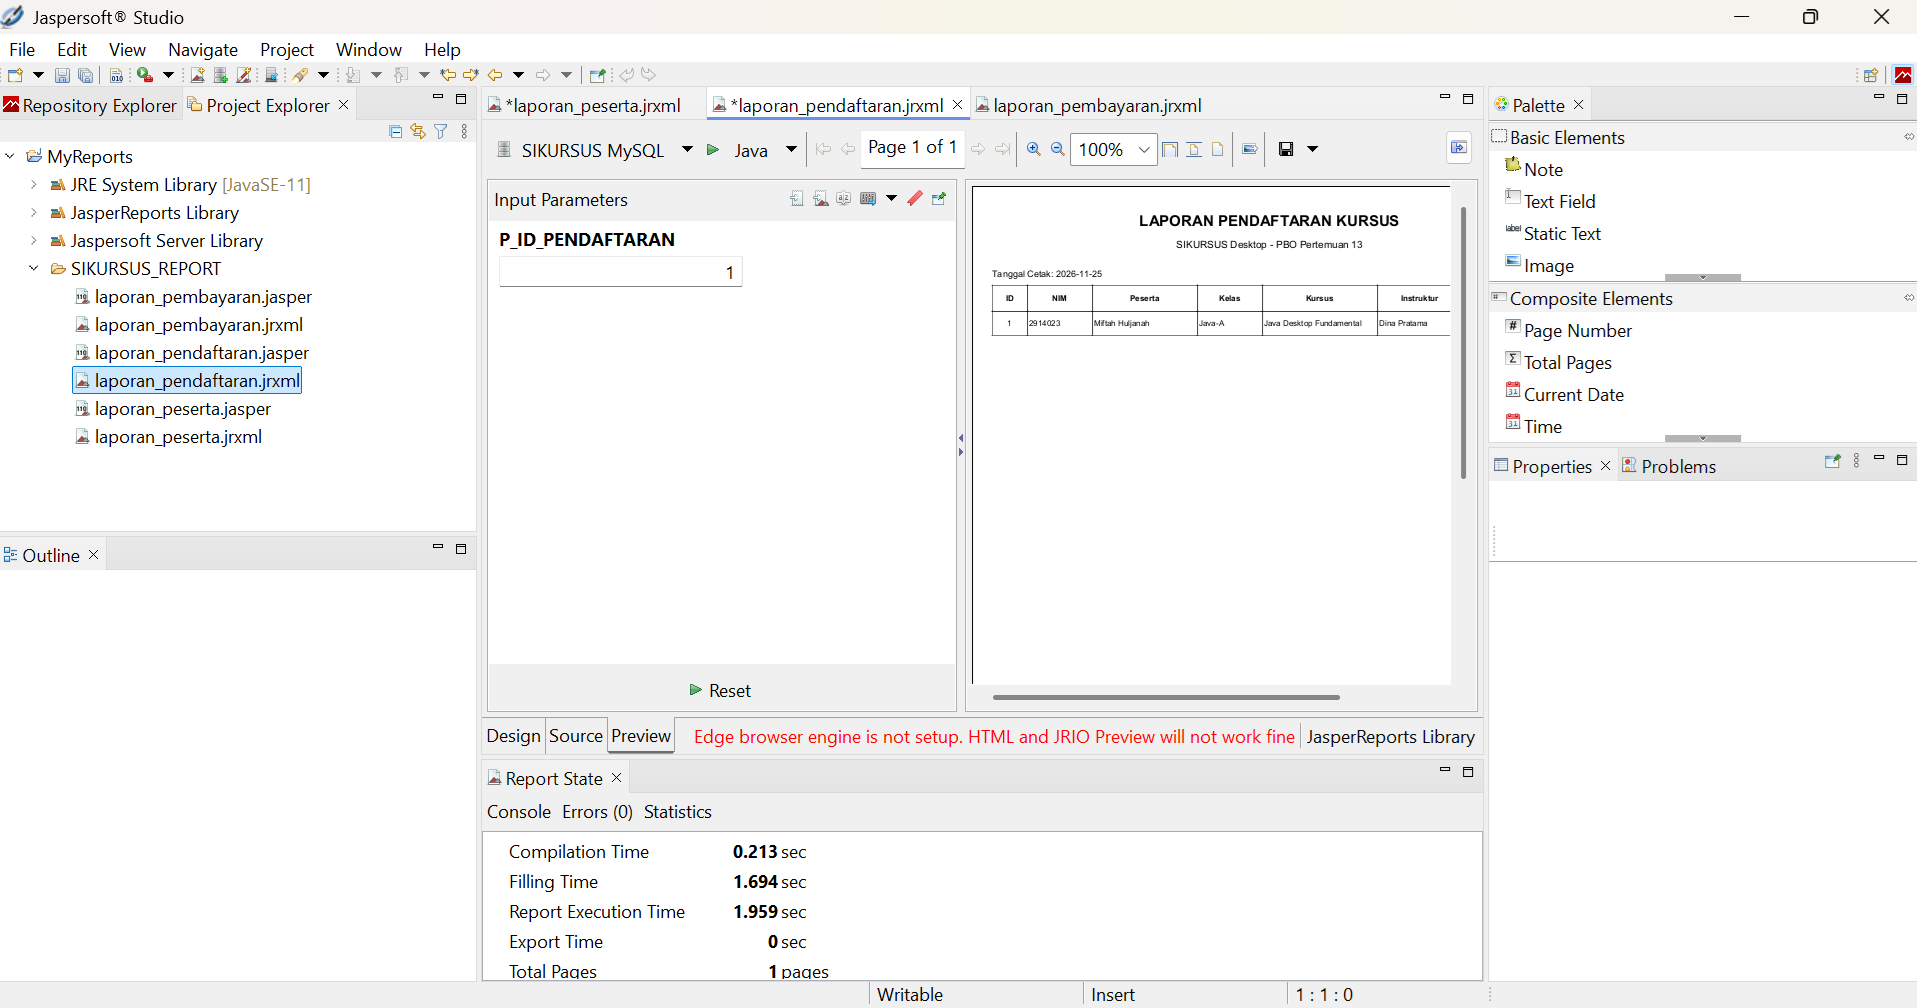 Jaspersoft® Studio
File Edit View Navigate Project Window Help
Repository Explorer Project Explorer
MyReports
JRE System Library [JavaSE-11]
JasperReports Library
Jaspersoft Server Library
SIKURSUS_REPORT
laporan_pembayaran.jasper
laporan_pembayaran.jrxml
laporan_pendaftaran.jasper
laporan_pendaftaran.jrxml
laporan_peserta.jasper
laporan_peserta.jrxml
Outline
*laporan_peserta.jrxml *laporan_pendaftaran.jrxml laporan_pembayaran.jrxml
SIKURSUS MySQL Java Page 1 of 1 100%
Input Parameters
P_ID_PENDAFTARAN
1
Reset
LAPORAN PENDAFTARAN KURSUS
SIKURSUS Desktop - PBO Pertemuan 13
Tanggal Cetak: 2026-11-25
ID NIM Peserta Kelas Kursus Instruktur
1 2914023 Miftah Huljanah Java-A Java Desktop Fundamental Dina Pratama
Design Source Preview Edge browser engine is not setup. HTML and JRIO Preview will not work fine JasperReports Library
Report State
Console Errors (0) Statistics
Compilation Time 0.213 sec
Filling Time 1.694 sec
Report Execution Time 1.959 sec
Export Time 0 sec
Total Pages 1 pages
Palette
Basic Elements
Note
Text Field
label Static Text
Image
Composite Elements
# Page Number
Σ Total Pages
31 Current Date
31 Time
Properties Problems
Writable Insert 1 : 1 : 0